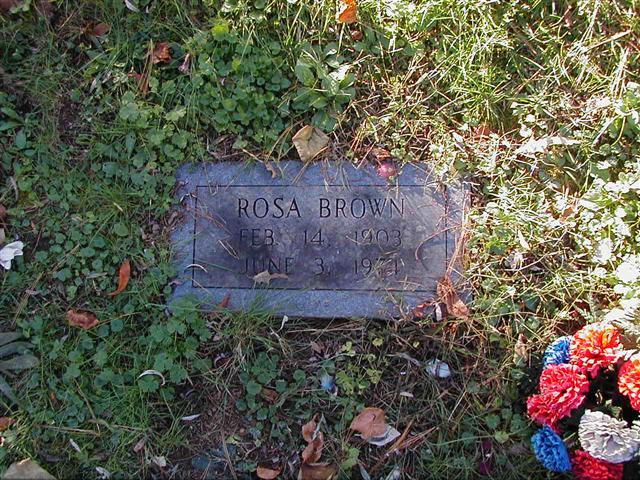 ROSA BROWN
FEB. 14, 1903
JUNE 3,